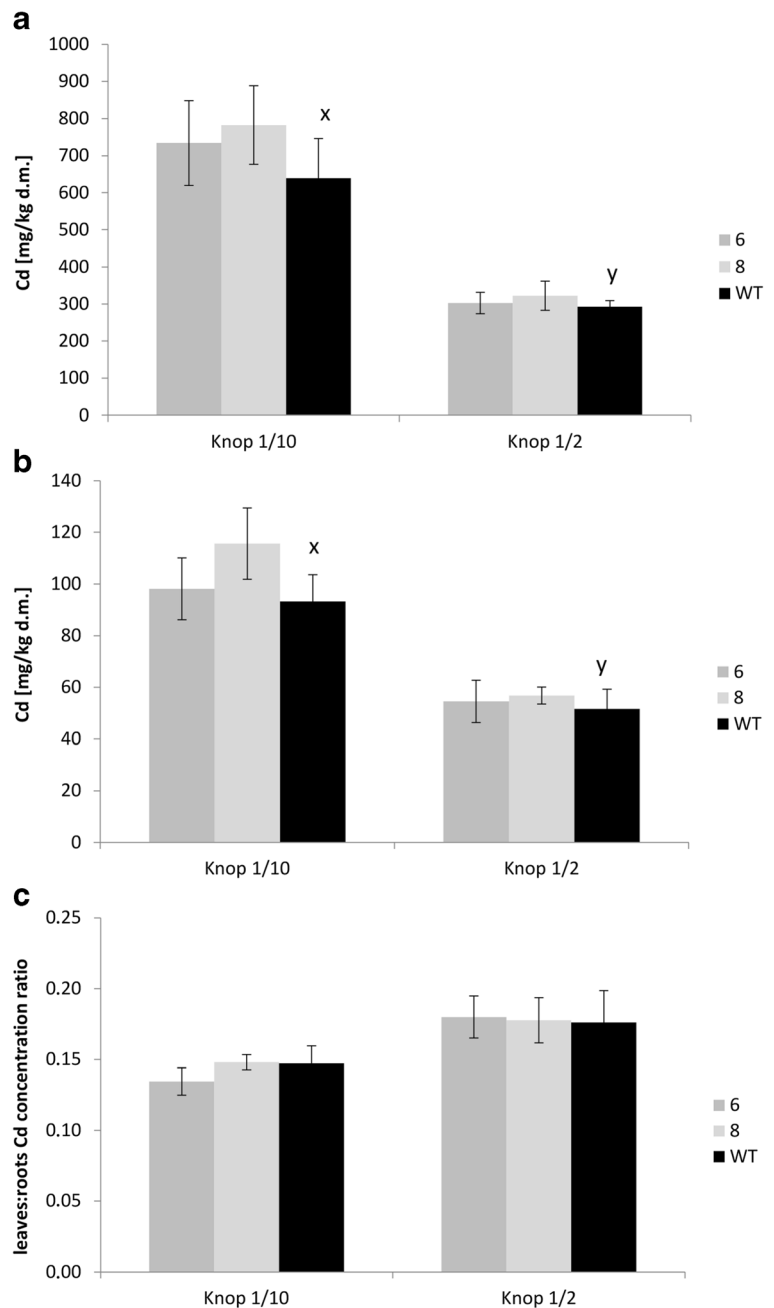 a
1000
900
800
700
600
500
400
300
200
100
0
Cd [mg/kg d.m.]
x
y
Knop 1/10
Knop 1/2
6
8
WT
b
140
120
100
80
60
40
20
0
Cd [mg/kg d.m.]
x
y
Knop 1/10
Knop 1/2
6
8
WT
c
0.25
0.20
0.15
0.10
0.05
0.00
leaves:roots Cd concentration ratio
Knop 1/10
Knop 1/2
6
8
WT